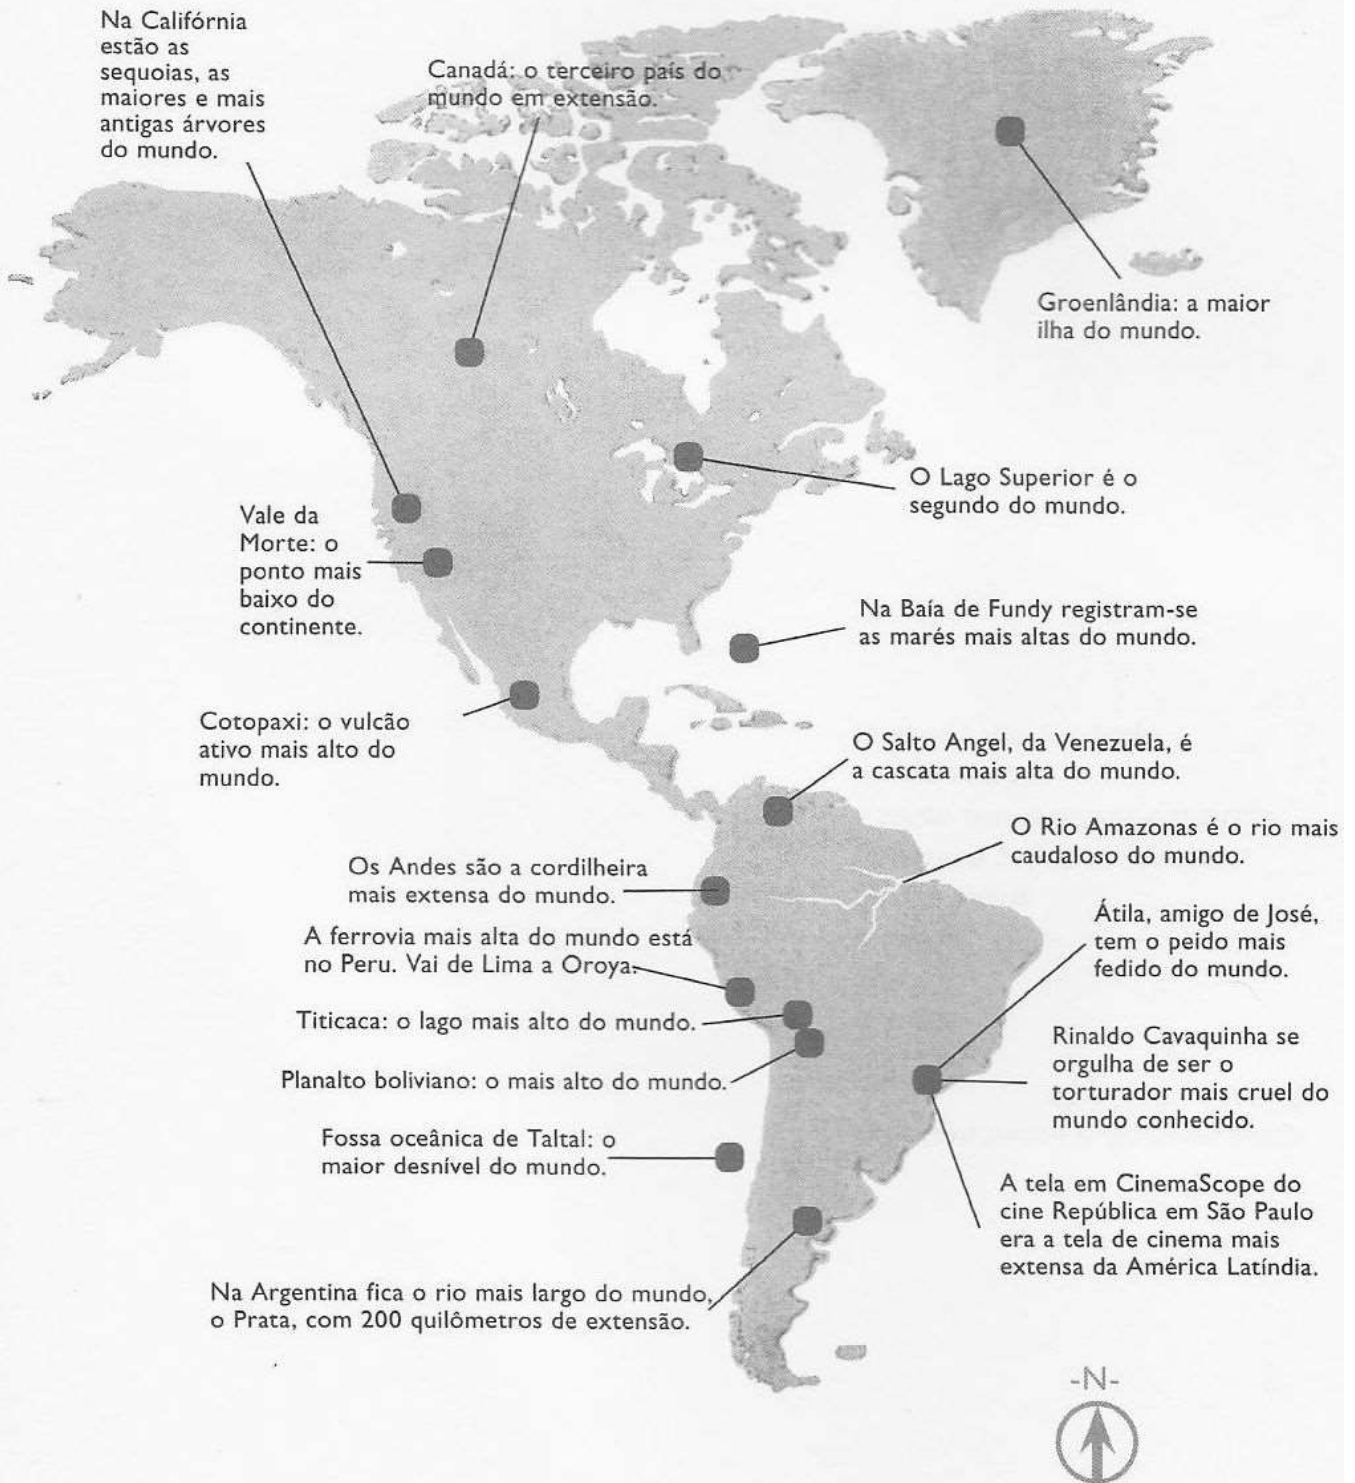 Na Califórnia
estão as
sequoias, as
maiores e mais
antigas árvores
do mundo.
Canadá: o terceiro país do
mundo em extensão.
Groenlândia: a maior
ilha do mundo.
O Lago Superior é o
segundo do mundo.
Vale da
Morte: o
ponto mais
baixo do
continente.
Na Baía de Fundy registram-se
as marés mais altas do mundo.
Cotopaxi: o vulcão
ativo mais alto do
mundo.
O Salto Angel, da Venezuela, é
a cascata mais alta do mundo.
O Rio Amazonas é o rio mais
caudaloso do mundo.
Os Andes são a cordilheira
mais extensa do mundo.
Átila, amigo de José,
tem o peido mais
fedido do mundo.
A ferrovia mais alta do mundo está
no Peru. Vai de Lima a Oroya.
Titicaca: o lago mais alto do mundo.
Rinaldo Cavaquinha se
orgulha de ser o
torturador mais cruel do
mundo conhecido.
Planalto boliviano: o mais alto do mundo.
Fossa oceânica de Taltal: o
maior desnível do mundo.
A tela em CinemaScope do
cine República em São Paulo
era a tela de cinema mais
extensa da América Latíndia.
Na Argentina fica o rio mais largo do mundo,
o Prata, com 200 quilômetros de extensão.
-N-